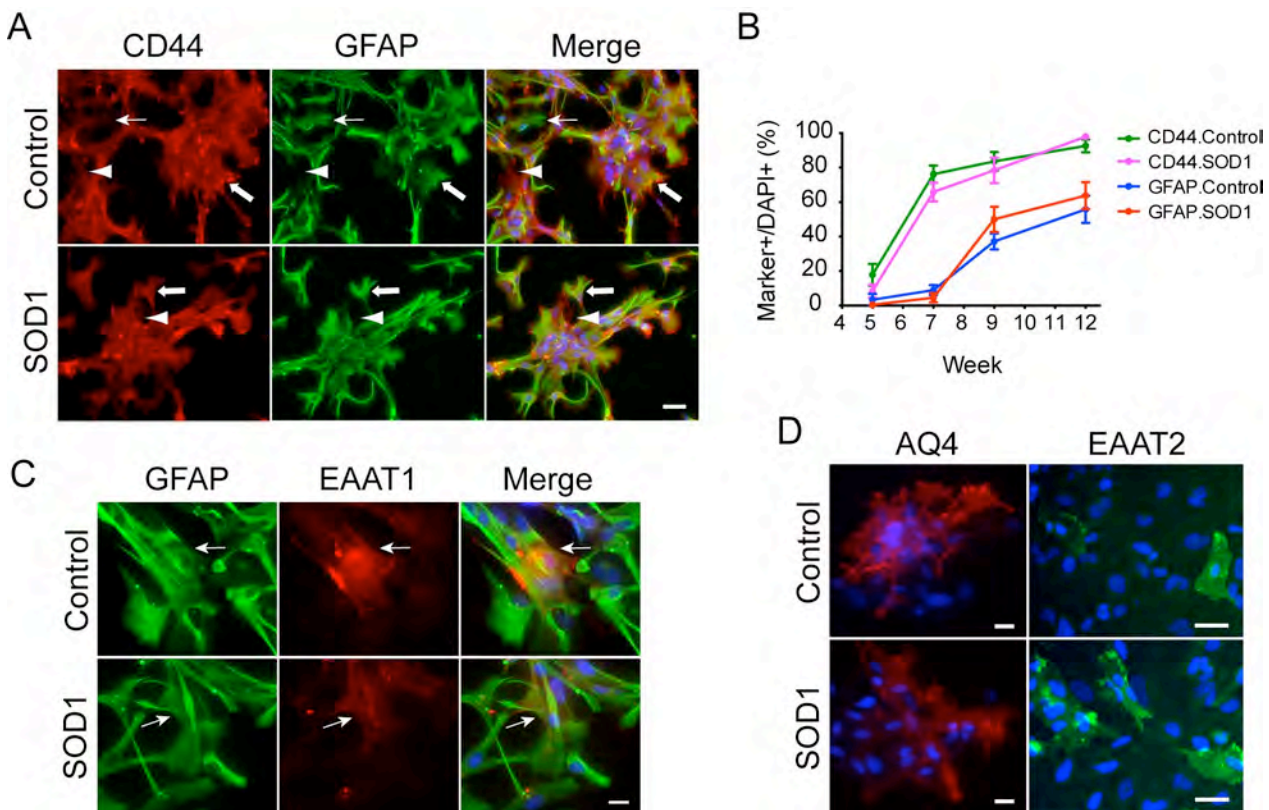 A
CD44 GFAP Merge
Control
SOD1
B
Marker+/DAPI+ (%)
100
80
60
40
20
0
4 5 6 7 8 9 10 11 12
Week
CD44.Control
CD44.SOD1
GFAP.Control
GFAP.SOD1
C
GFAP EAAT1 Merge
Control
SOD1
D
AQ4 EAAT2
Control
SOD1